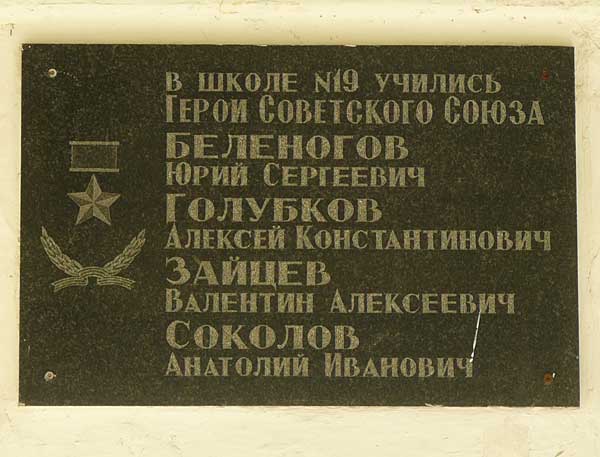 В ШКОЛЕ №19 УЧИЛИСЬ
ГЕРОИ СОВЕТСКОГО СОЮЗА
БЕЛЕНОГОВ
ЮРИЙ СЕРГЕЕВИЧ
ГОЛУБКОВ
АЛЕКСЕЙ КОНСТАНТИНОВИЧ
ЗАЙЦЕВ
ВАЛЕНТИН АЛЕКСЕЕВИЧ
СОКОЛОВ
АНАТОЛИЙ ИВАНОВИЧ